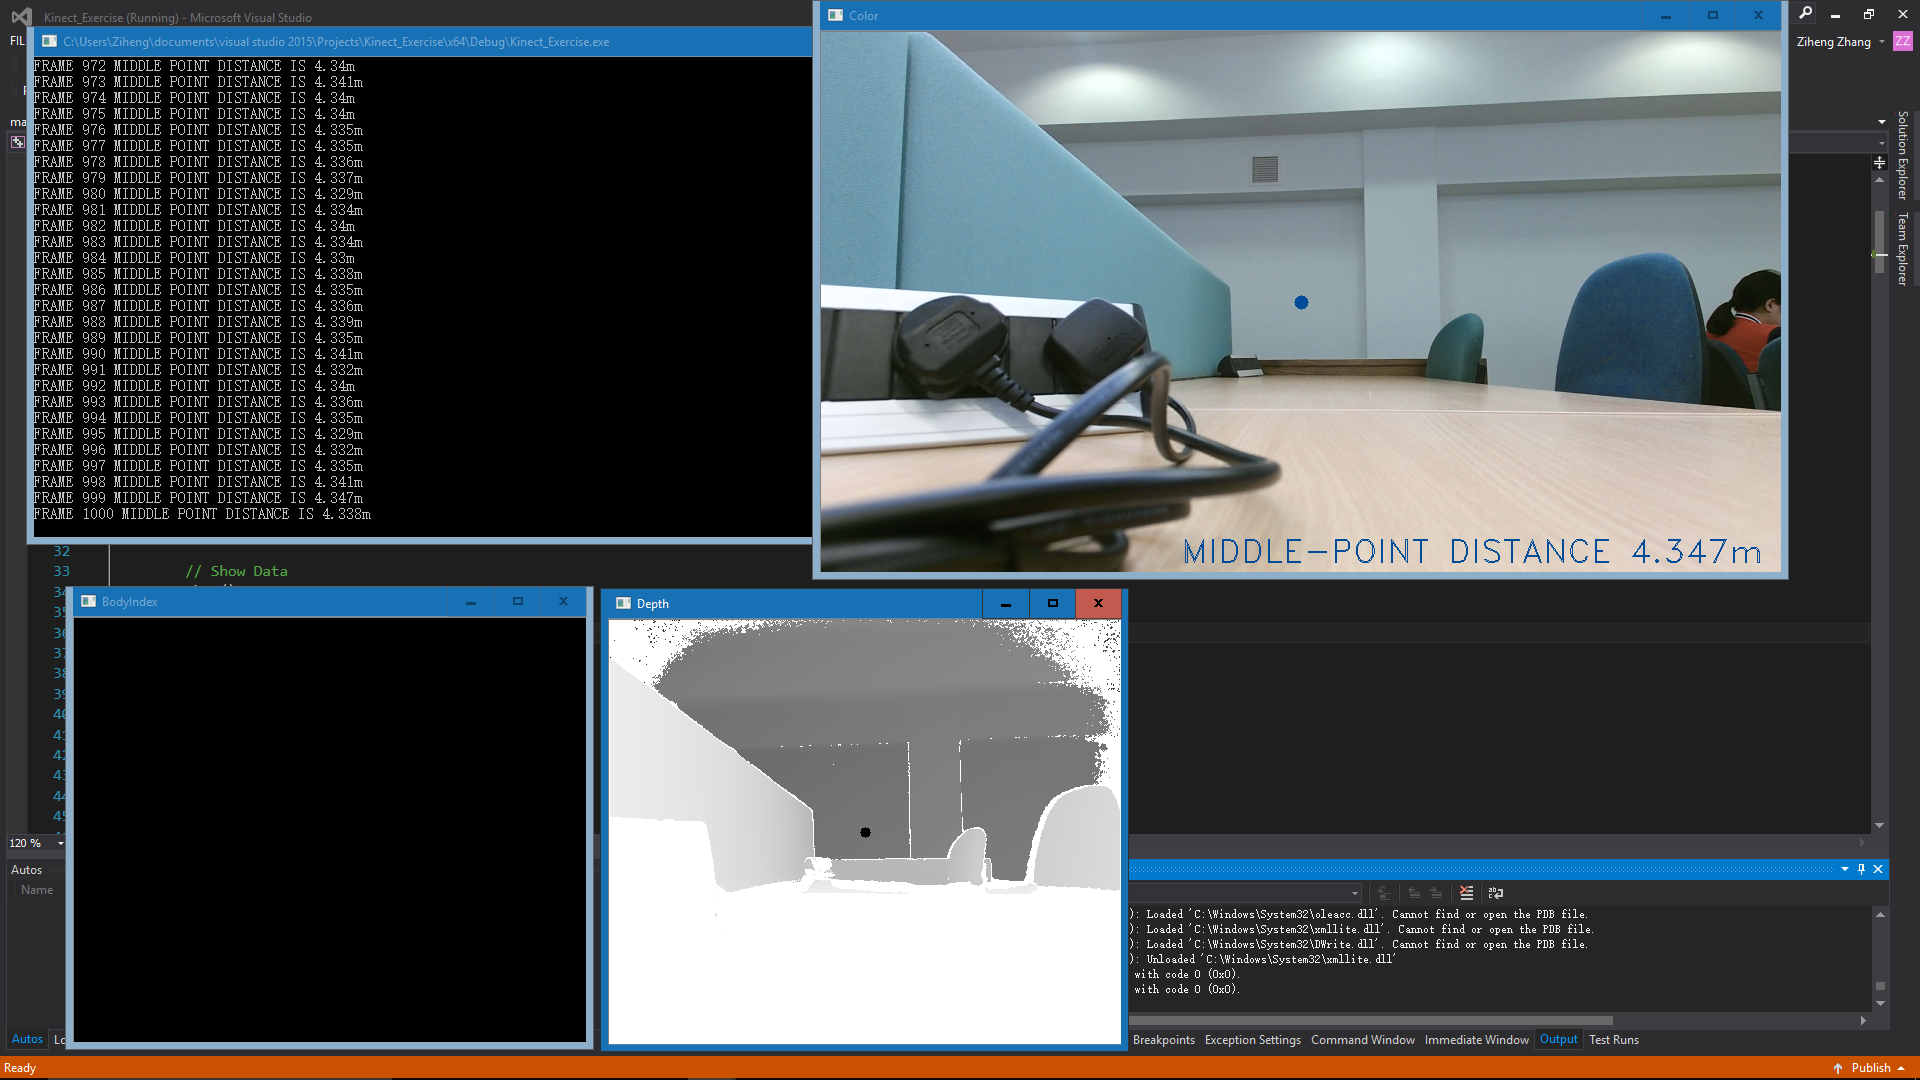 Kinect_Exercise (Running) - Microsoft Visual Studio
FIL
Ziheng Zhang
ZZ
C:\Users\Ziheng\documents\visual studio 2015\Projects\Kinect_Exercise\x64\Debug\Kinect_Exercise.exe
FRAME 972 MIDDLE POINT DISTANCE IS 4.34m
FRAME 973 MIDDLE POINT DISTANCE IS 4.341m
FRAME 974 MIDDLE POINT DISTANCE IS 4.34m
FRAME 975 MIDDLE POINT DISTANCE IS 4.34m
FRAME 976 MIDDLE POINT DISTANCE IS 4.335m
FRAME 977 MIDDLE POINT DISTANCE IS 4.335m
FRAME 978 MIDDLE POINT DISTANCE IS 4.336m
FRAME 979 MIDDLE POINT DISTANCE IS 4.337m
FRAME 980 MIDDLE POINT DISTANCE IS 4.329m
FRAME 981 MIDDLE POINT DISTANCE IS 4.334m
FRAME 982 MIDDLE POINT DISTANCE IS 4.34m
FRAME 983 MIDDLE POINT DISTANCE IS 4.334m
FRAME 984 MIDDLE POINT DISTANCE IS 4.33m
FRAME 985 MIDDLE POINT DISTANCE IS 4.338m
FRAME 986 MIDDLE POINT DISTANCE IS 4.335m
FRAME 987 MIDDLE POINT DISTANCE IS 4.336m
FRAME 988 MIDDLE POINT DISTANCE IS 4.339m
FRAME 989 MIDDLE POINT DISTANCE IS 4.335m
FRAME 990 MIDDLE POINT DISTANCE IS 4.341m
FRAME 991 MIDDLE POINT DISTANCE IS 4.332m
FRAME 992 MIDDLE POINT DISTANCE IS 4.34m
FRAME 993 MIDDLE POINT DISTANCE IS 4.336m
FRAME 994 MIDDLE POINT DISTANCE IS 4.335m
FRAME 995 MIDDLE POINT DISTANCE IS 4.329m
FRAME 996 MIDDLE POINT DISTANCE IS 4.332m
FRAME 997 MIDDLE POINT DISTANCE IS 4.335m
FRAME 998 MIDDLE POINT DISTANCE IS 4.341m
FRAME 999 MIDDLE POINT DISTANCE IS 4.347m
FRAME 1000 MIDDLE POINT DISTANCE IS 4.338m
Color
MIDDLE-POINT DISTANCE 4.347m
Solution Explorer
Team Explorer
ma
32
33 // Show Data
34
35
36
37
38
39
40
41
42
43
44
45
120 %
BodyIndex
Depth
Autos
Name
): Loaded 'C:\Windows\System32\oleacc.dll'. Cannot find or open the PDB file.
): Loaded 'C:\Windows\System32\xmllite.dll'. Cannot find or open the PDB file.
): Loaded 'C:\Windows\System32\DWrite.dll'. Cannot find or open the PDB file.
): Unloaded 'C:\Windows\System32\xmllite.dll'
with code 0 (0x0).
with code 0 (0x0).
Autos Lo
Breakpoints Exception Settings Command Window Immediate Window Output Test Runs
Ready
Publish